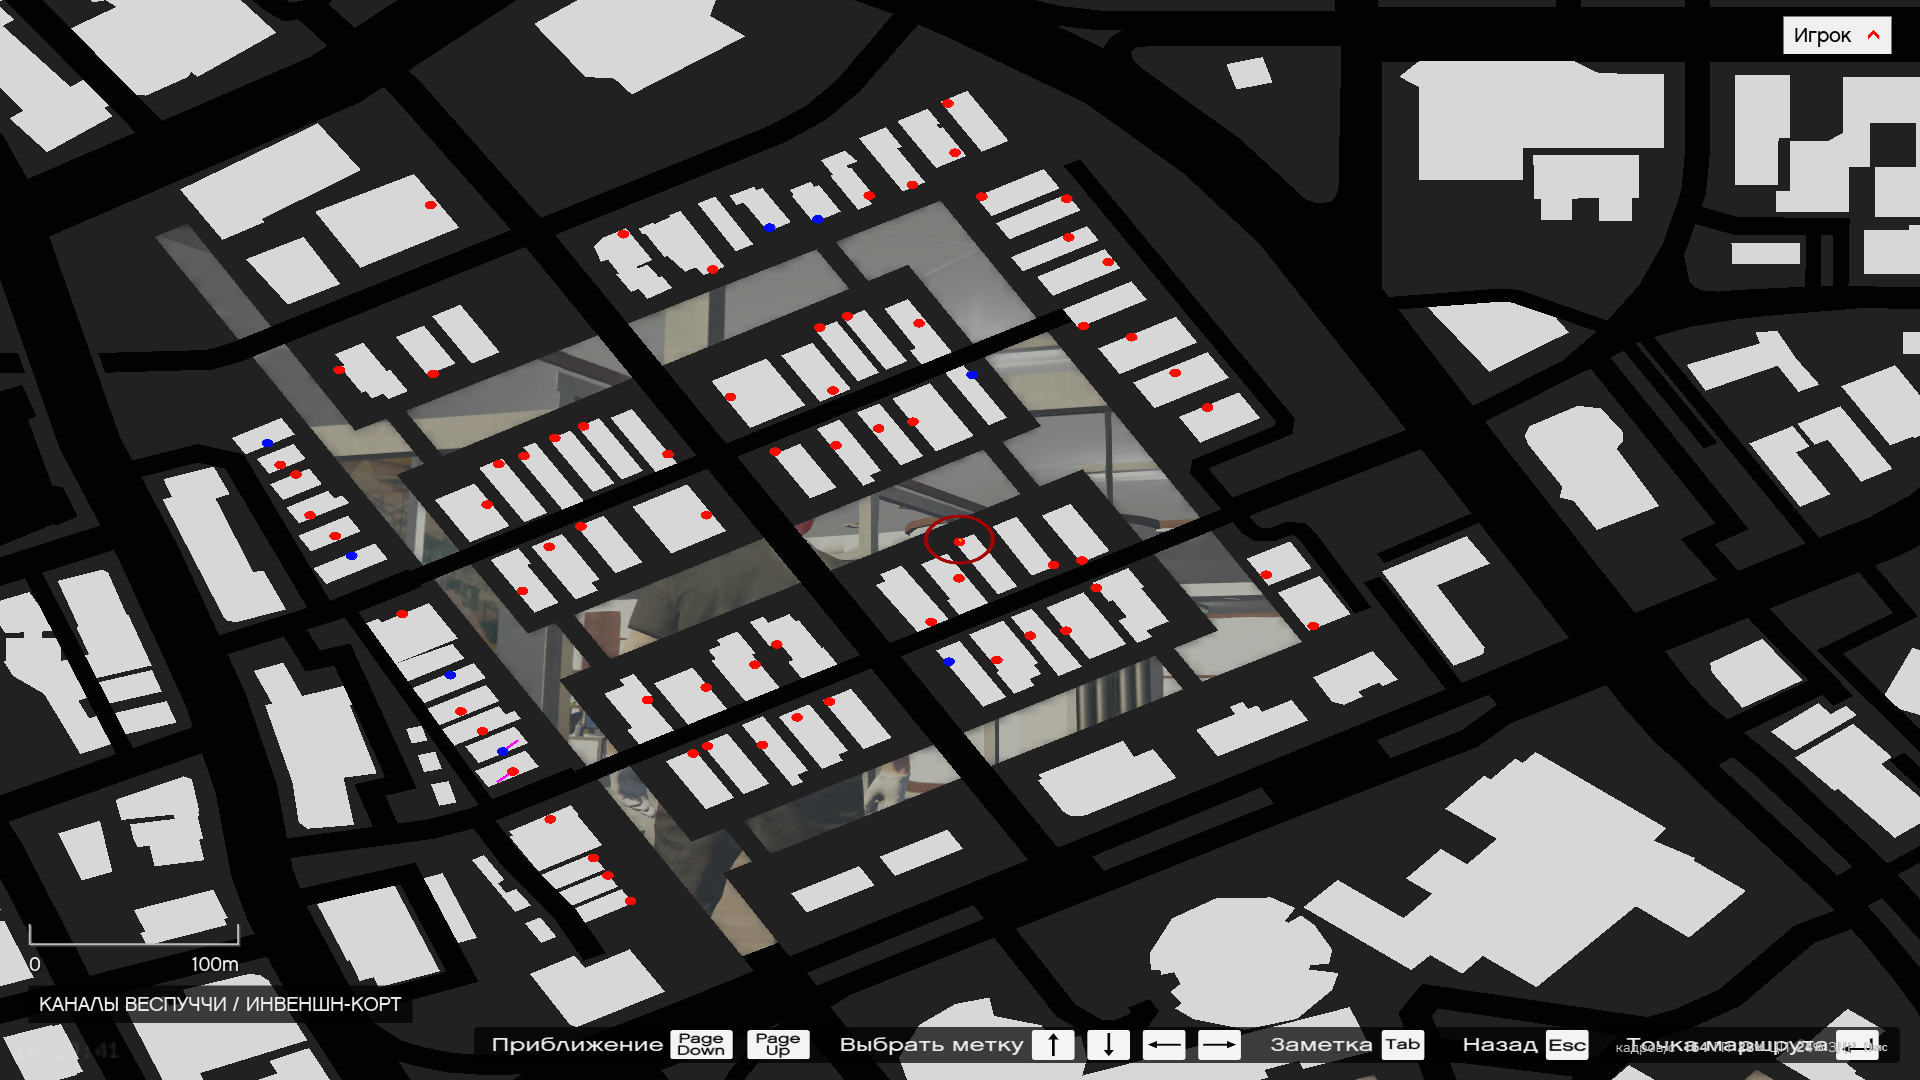 Игрок
0 100m
КАНАЛЫ ВЕСПУЧЧИ / ИНВЕНШН-КОРТ
Приближение Page Down Page Up Выбрать метку ↑ ↓ ← → Заметка Tab Назад Esc Точка маршрута